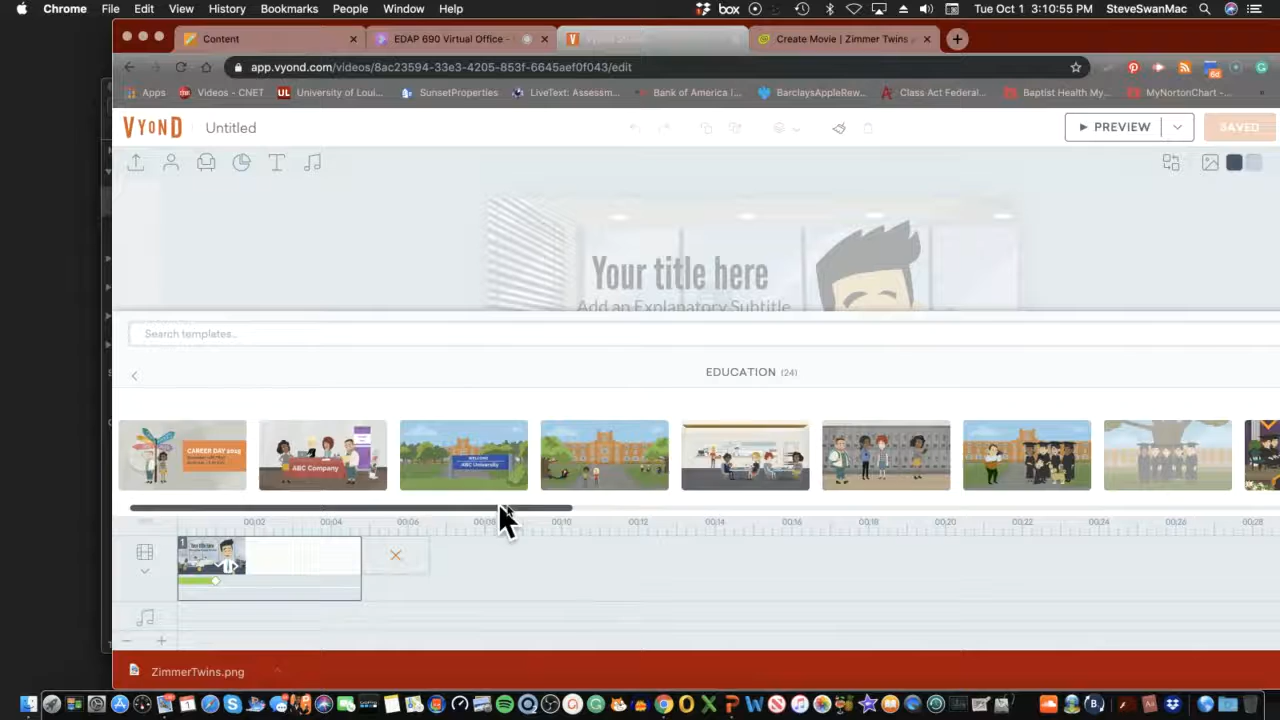 Chrome File Edit View History Bookmarks People Window Help box Tue Oct 1 3:10:55 PM SteveSwanMac
Content EDAP 690 Virtual Office - Create Movie | Zimmer Twins
app.vyond.com/videos/8ac23594-33e3-4205-853f-6645aef0f043/edit
Apps Videos - CNET UL University of Loui... SunsetProperties LiveText: Assessm... Bank of America I... BarclaysAppleRew... Class Act Federal... Baptist Health My... MyNortonChart -... »
VYOND Untitled PREVIEW SAVED
Your title here
Add an Explanatory Subtitle
Search templates..
EDUCATION (24)
CAREER DAY 2019
ABC Company
WELCOME
ABC University
00:02 00:04 00:06 00:08 00:10 00:12 00:14 00:16 00:18 00:20 00:22 00:24 00:26 00:28
1
ZimmerTwins.png